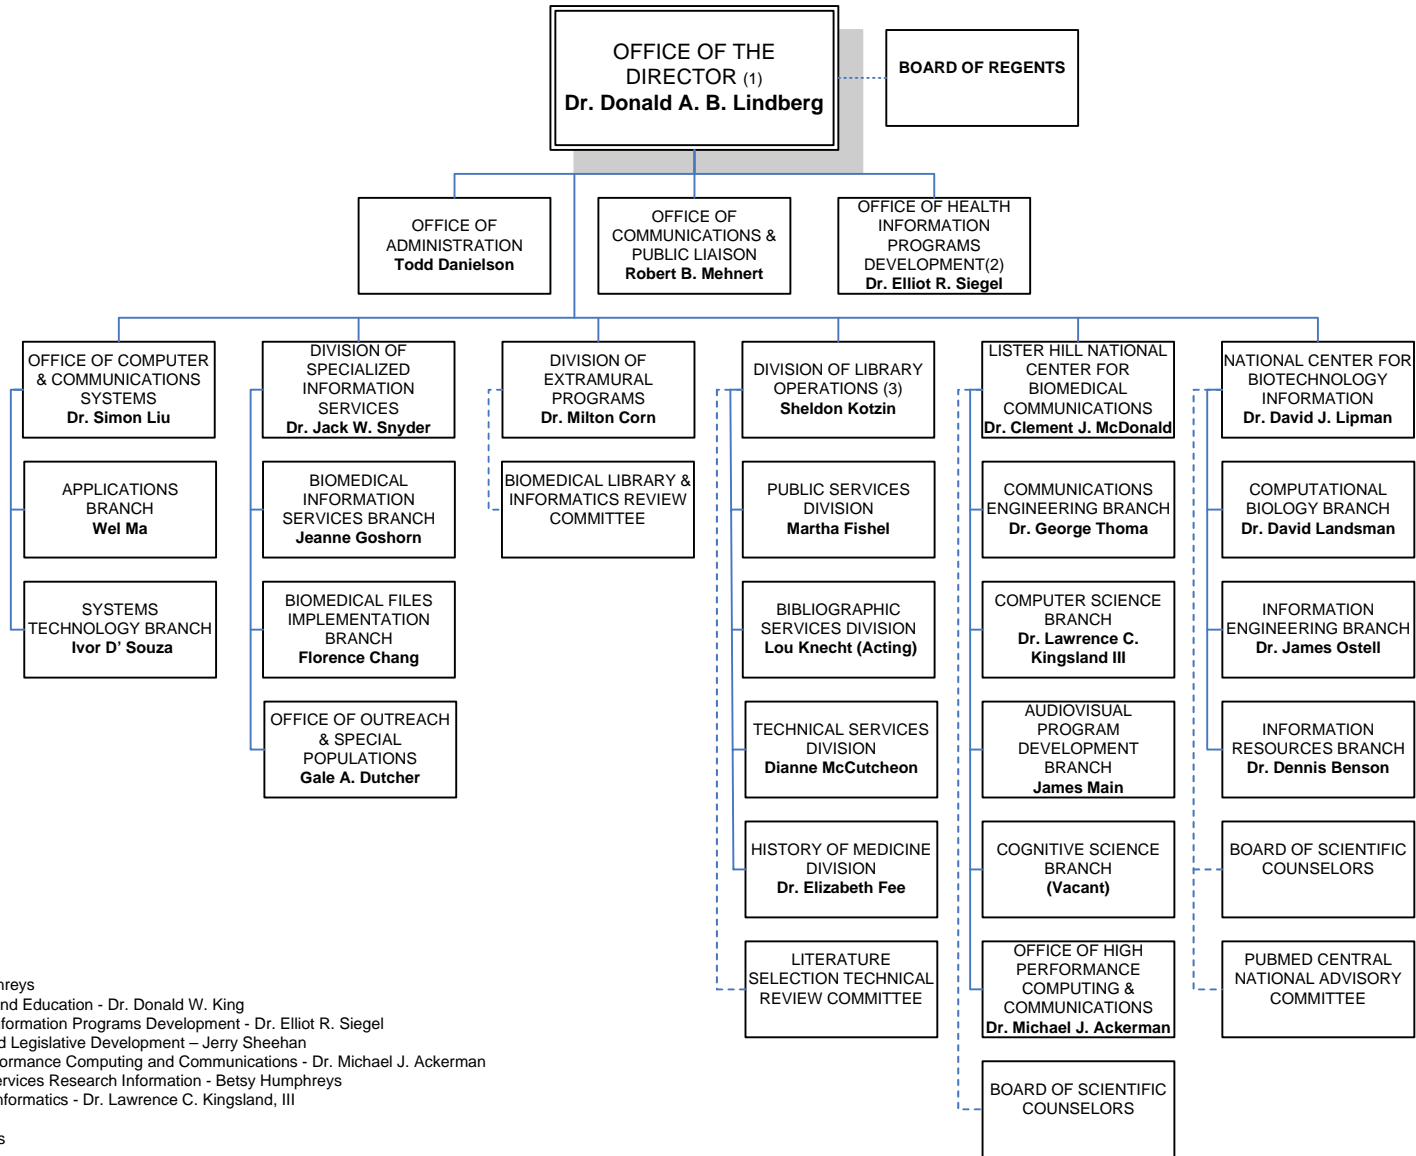 OFFICE OF THE
DIRECTOR (1)
Dr. Donald A. B. Lindberg
BOARD OF REGENTS
OFFICE OF
ADMINISTRATION
Todd Danielson
OFFICE OF
COMMUNICATIONS &
PUBLIC LIAISON
Robert B. Mehnert
OFFICE OF HEALTH
INFORMATION
PROGRAMS
DEVELOPMENT(2)
Dr. Elliot R. Siegel
OFFICE OF COMPUTER
& COMMUNICATIONS
SYSTEMS
Dr. Simon Liu
APPLICATIONS
BRANCH
Wel Ma
SYSTEMS
TECHNOLOGY BRANCH
Ivor D' Souza
DIVISION OF
SPECIALIZED
INFORMATION
SERVICES
Dr. Jack W. Snyder
BIOMEDICAL
INFORMATION
SERVICES BRANCH
Jeanne Goshorn
BIOMEDICAL FILES
IMPLEMENTATION
BRANCH
Florence Chang
OFFICE OF OUTREACH
& SPECIAL
POPULATIONS
Gale A. Dutcher
DIVISION OF
EXTRAMURAL
PROGRAMS
Dr. Milton Corn
BIOMEDICAL LIBRARY &
INFORMATICS REVIEW
COMMITTEE
DIVISION OF LIBRARY
OPERATIONS (3)
Sheldon Kotzin
PUBLIC SERVICES
DIVISION
Martha Fishel
BIBLIOGRAPHIC
SERVICES DIVISION
Lou Knecht (Acting)
TECHNICAL SERVICES
DIVISION
Dianne McCutcheon
HISTORY OF MEDICINE
DIVISION
Dr. Elizabeth Fee
LITERATURE
SELECTION TECHNICAL
REVIEW COMMITTEE
LISTER HILL NATIONAL
CENTER FOR
BIOMEDICAL
COMMUNICATIONS
Dr. Clement J. McDonald
COMMUNICATIONS
ENGINEERING BRANCH
Dr. George Thoma
COMPUTER SCIENCE
BRANCH
Dr. Lawrence C.
Kingsland III
AUDIOVISUAL
PROGRAM
DEVELOPMENT
BRANCH
James Main
COGNITIVE SCIENCE
BRANCH
(Vacant)
OFFICE OF HIGH
PERFORMANCE
COMPUTING &
COMMUNICATIONS
Dr. Michael J. Ackerman
BOARD OF SCIENTIFIC
COUNSELORS
NATIONAL CENTER FOR
BIOTECHNOLOGY
INFORMATION
Dr. David J. Lipman
COMPUTATIONAL
BIOLOGY BRANCH
Dr. David Landsman
INFORMATION
ENGINEERING BRANCH
Dr. James Ostell
INFORMATION
RESOURCES BRANCH
Dr. Dennis Benson
BOARD OF SCIENTIFIC
COUNSELORS
PUBMED CENTRAL
NATIONAL ADVISORY
COMMITTEE
hreys
nd Education - Dr. Donald W. King
formation Programs Development - Dr. Elliot R. Siegel
d Legislative Development – Jerry Sheehan
formance Computing and Communications - Dr. Michael J. Ackerman
ervices Research Information - Betsy Humphreys
nformatics - Dr. Lawrence C. Kingsland, III
s